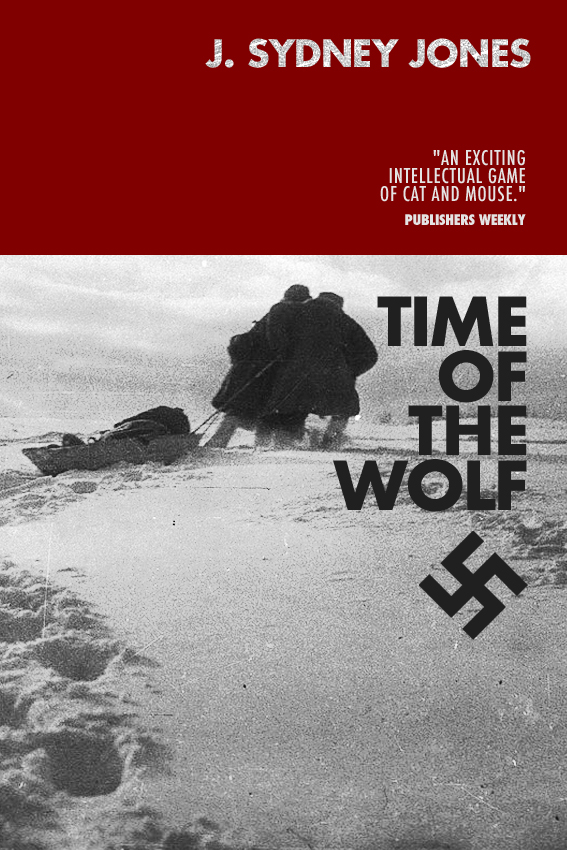 J. SYDNEY JONES
"AN EXCITING
INTELLECTUAL GAME
OF CAT AND MOUSE."
PUBLISHERS WEEKLY
TIME
OF
THE
WOLF